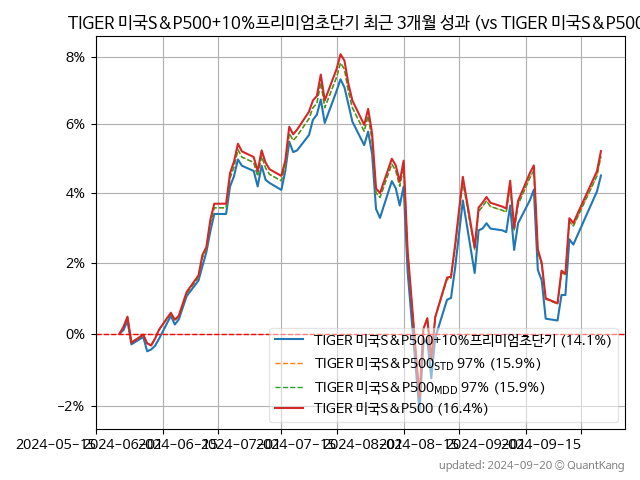 TIGER 미국S&P500+10%프리미엄초단기 최근 3개월 성과 (vs TIGER 미국S&P500
8%
6%
4%
2%
0%
−2%
TIGER 미국S&P500+10%프리미엄초단기 (14.1%)
TIGER 미국S&P500STD 97% (15.9%)
TIGER 미국S&P500MDD 97% (15.9%)
TIGER 미국S&P500 (16.4%)
2024-05-15 2024-06-01 2024-06-15 2024-07-01 2024-07-15 2024-08-01 2024-08-15 2024-09-01 2024-09-15
updated: 2024-09-20 © QuantKang